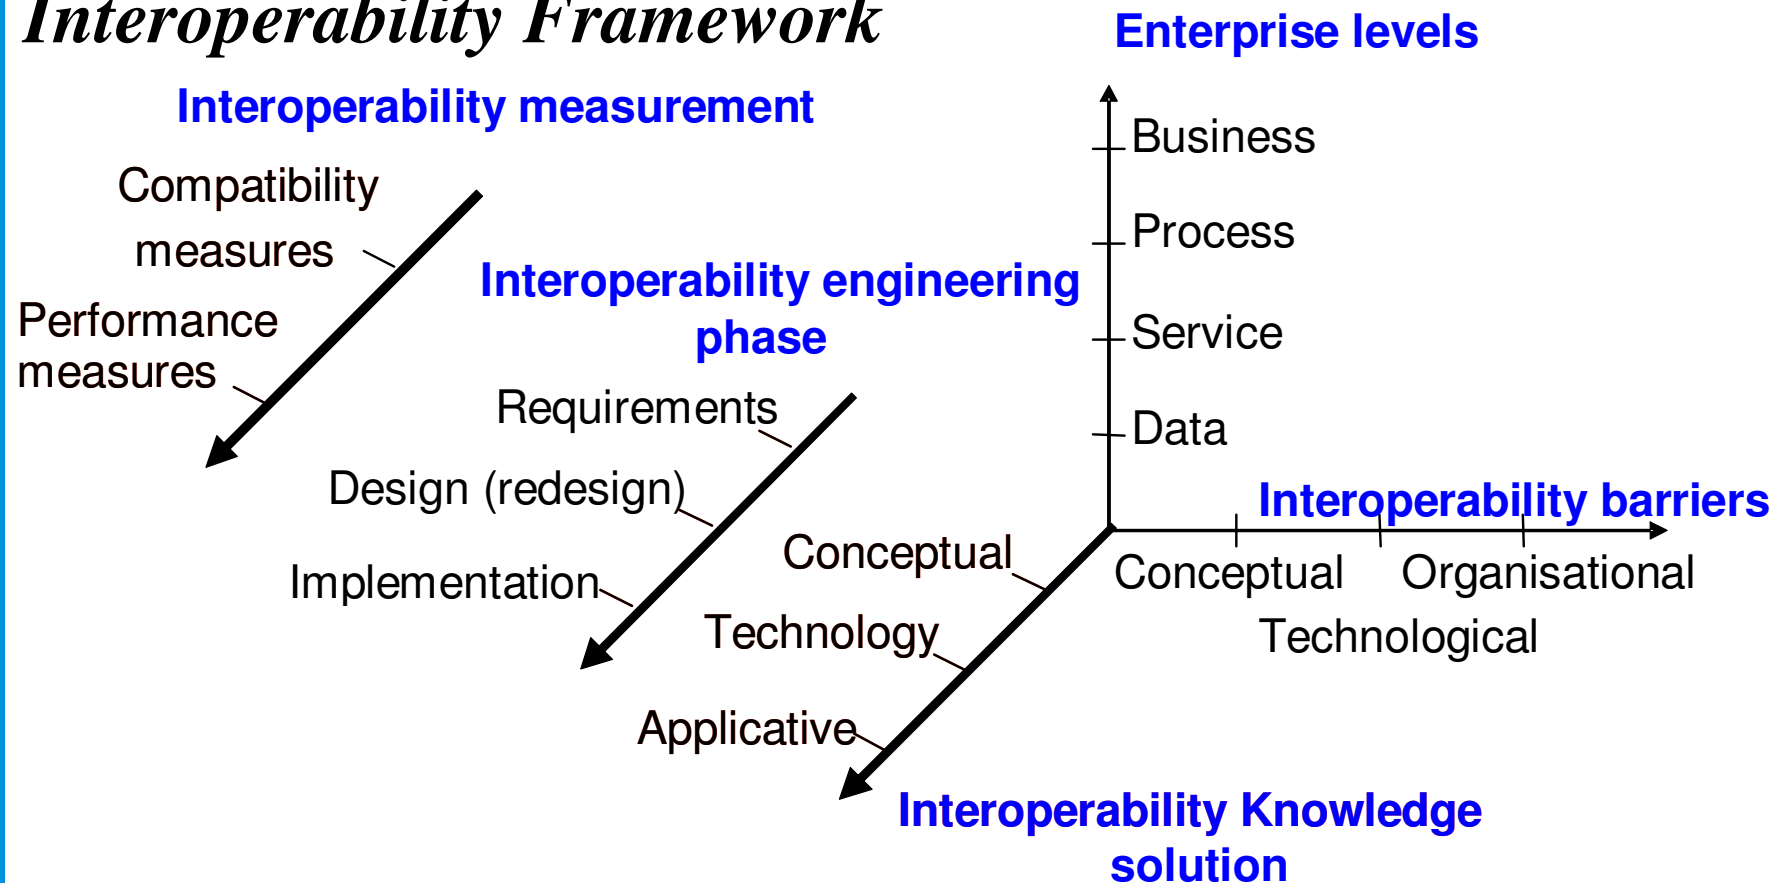 Interoperability Framework
Enterprise levels
Interoperability measurement
Business
Compatibility
measures
Process
Interoperability engineering
phase
Performance
measures
Service
Requirements
Data
Design (redesign)
Interoperability barriers
Implementation
Conceptual
Conceptual
Organisational
Technology
Technological
Applicative
Interoperability Knowledge
solution